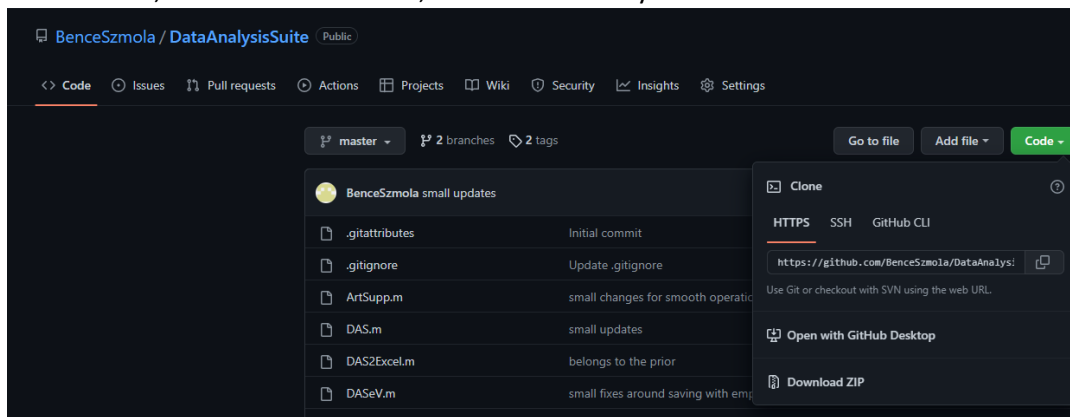 BenceSzmola / DataAnalysisSuite Public
Code Issues Pull requests Actions Projects Wiki Security Insights Settings
master 2 branches 2 tags Go to file Add file Code
BenceSzmola small updates
Clone
HTTPS SSH GitHub CLI
.gitattributes Initial commit
https://github.com/BenceSzmola/DataAnalys
.gitignore Update .gitignore
Use Git or checkout with SVN using the web URL.
ArtSupp.m small changes for smooth operatio
DAS.m small updates
Open with GitHub Desktop
DAS2Excel.m belongs to the prior
Download ZIP
DASeV.m small fixes around saving with emp